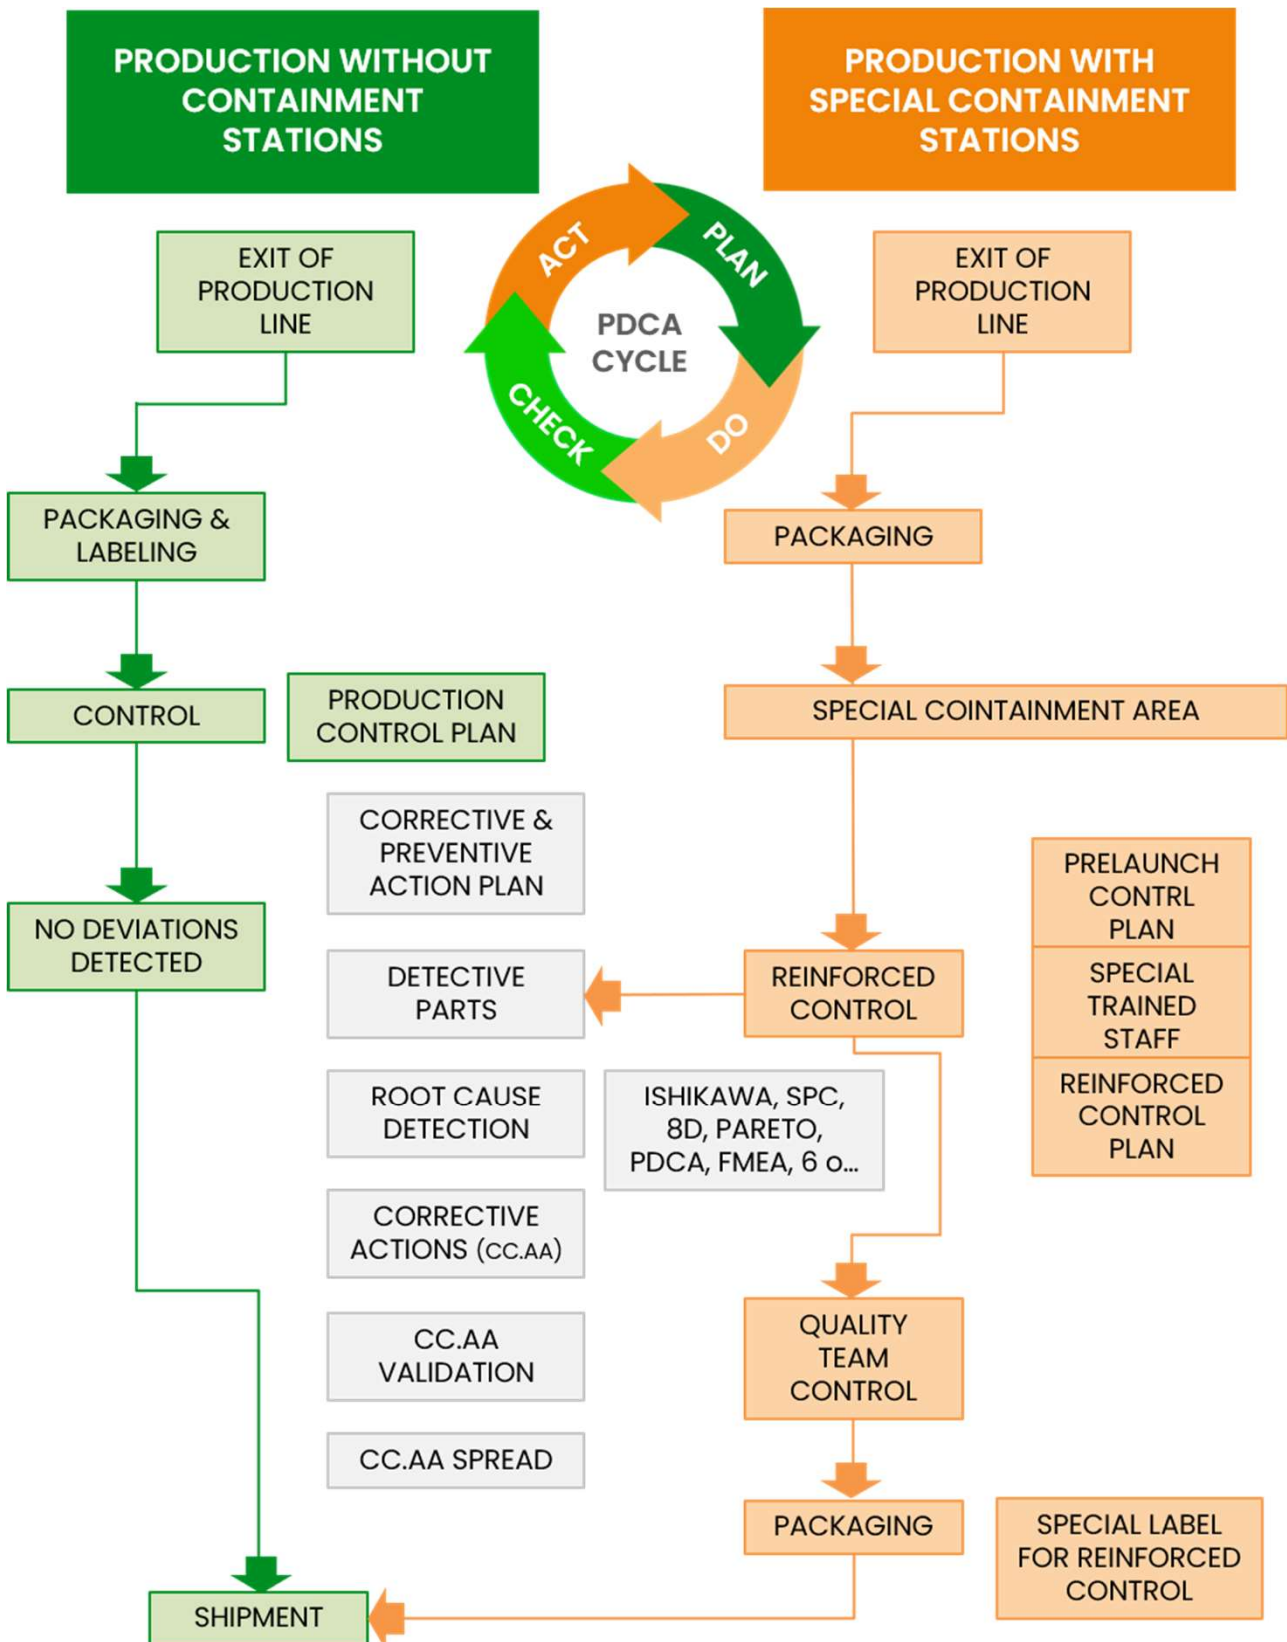 PRODUCTION WITHOUT
CONTAINMENT
STATIONS
PRODUCTION WITH
SPECIAL CONTAINMENT
STATIONS
ACT
PLAN
DO
CHECK
PDCA
CYCLE
EXIT OF
PRODUCTION
LINE
EXIT OF
PRODUCTION
LINE
PACKAGING &
LABELING
PACKAGING
CONTROL
PRODUCTION
CONTROL PLAN
SPECIAL COINTAINMENT AREA
CORRECTIVE &
PREVENTIVE
ACTION PLAN
PRELAUNCH
CONTRL
PLAN
NO DEVIATIONS
DETECTED
DETECTIVE
PARTS
REINFORCED
CONTROL
SPECIAL
TRAINED
STAFF
ROOT CAUSE
DETECTION
ISHIKAWA, SPC,
8D, PARETO,
PDCA, FMEA, 6 o...
REINFORCED
CONTROL
PLAN
CORRECTIVE
ACTIONS (CC.AA)
CC.AA
VALIDATION
QUALITY
TEAM
CONTROL
CC.AA SPREAD
PACKAGING
SPECIAL LABEL
FOR REINFORCED
CONTROL
SHIPMENT